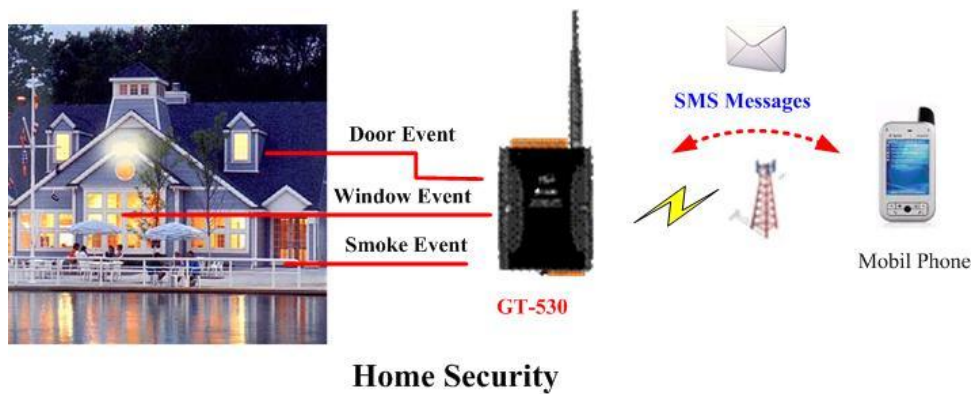 Door Event
Window Event
Smoke Event
GT-530
SMS Messages
Mobil Phone
Home Security